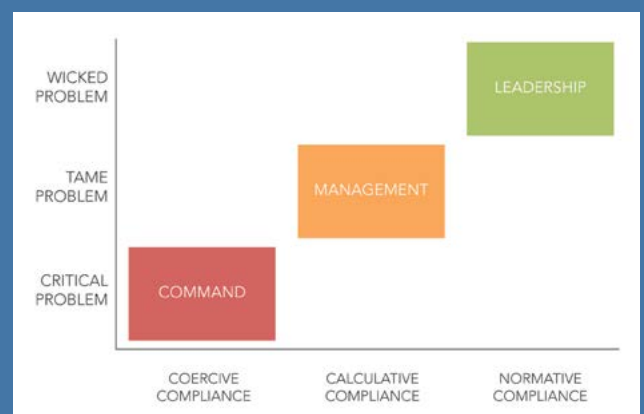 WICKED
PROBLEM
LEADERSHIP
TAME
PROBLEM
MANAGEMENT
CRITICAL
PROBLEM
COMMAND
COERCIVE
COMPLIANCE
CALCULATIVE
COMPLIANCE
NORMATIVE
COMPLIANCE